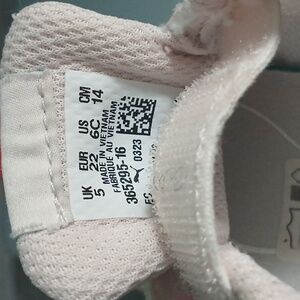 UK EUR US CM
5 22 6C 14
MADE IN VIETNAM
FABRIQUE AU VIETNAM
365295-16
0323